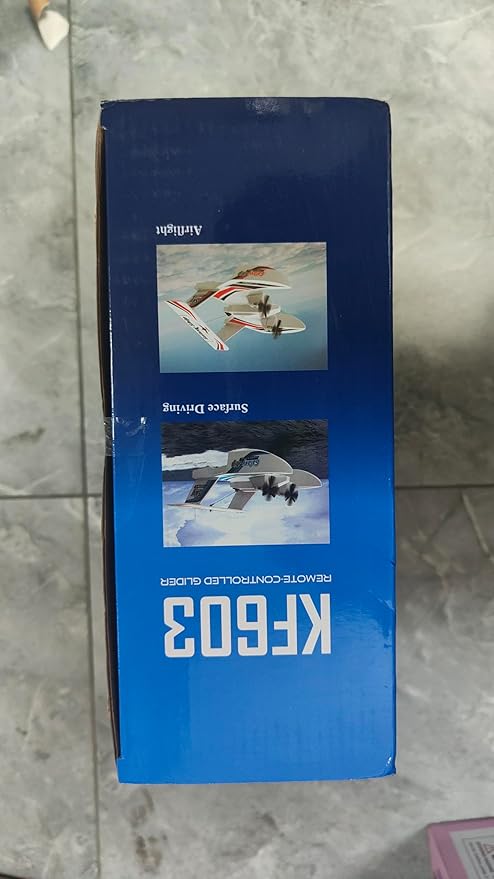 KF603
REMOTE-CONTROLLED GLIDER
Surface Driving
Airflight